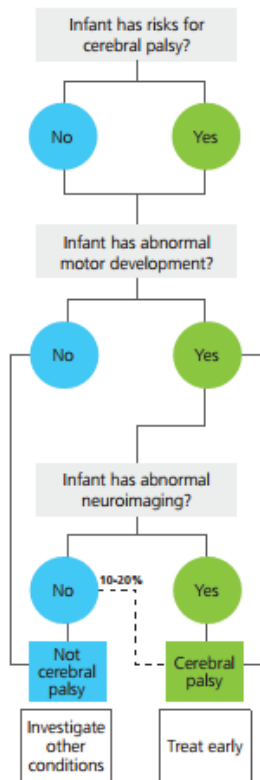 Infant has risks for
cerebral palsy?
No
Yes
Infant has abnormal
motor development?
No
Yes
Infant has abnormal
neuroimaging?
No
10-20%
Yes
Not
cerebral
palsy
Cerebral
palsy
Investigate
other
conditions
Treat early